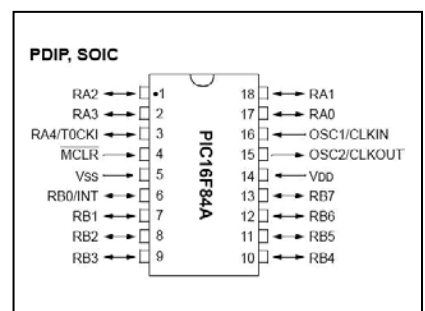 PDIP, SOIC
RA2 •1 18 RA1
RA3 2 17 RA0
RA4/T0CKI 3 16 OSC1/CLKIN
MCLR 4 15 OSC2/CLKOUT
VSS 5 14 VDD
RB0/INT 6 13 RB7
RB1 7 12 RB6
RB2 8 11 RB5
RB3 9 10 RB4
PIC16F84A